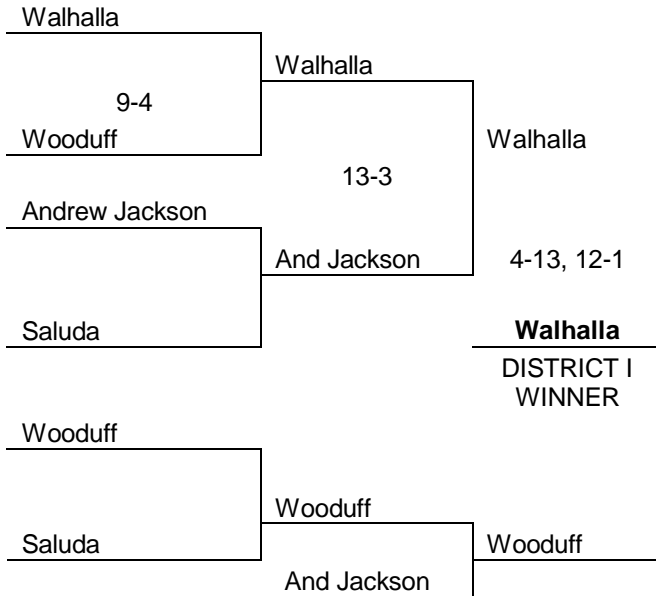 Walhalla
Walhalla
9-4
Wooduff
Walhalla
13-3
Andrew Jackson
And Jackson
4-13, 12-1
Saluda
Walhalla
DISTRICT I
WINNER
Wooduff
Wooduff
Saluda
Wooduff
And Jackson